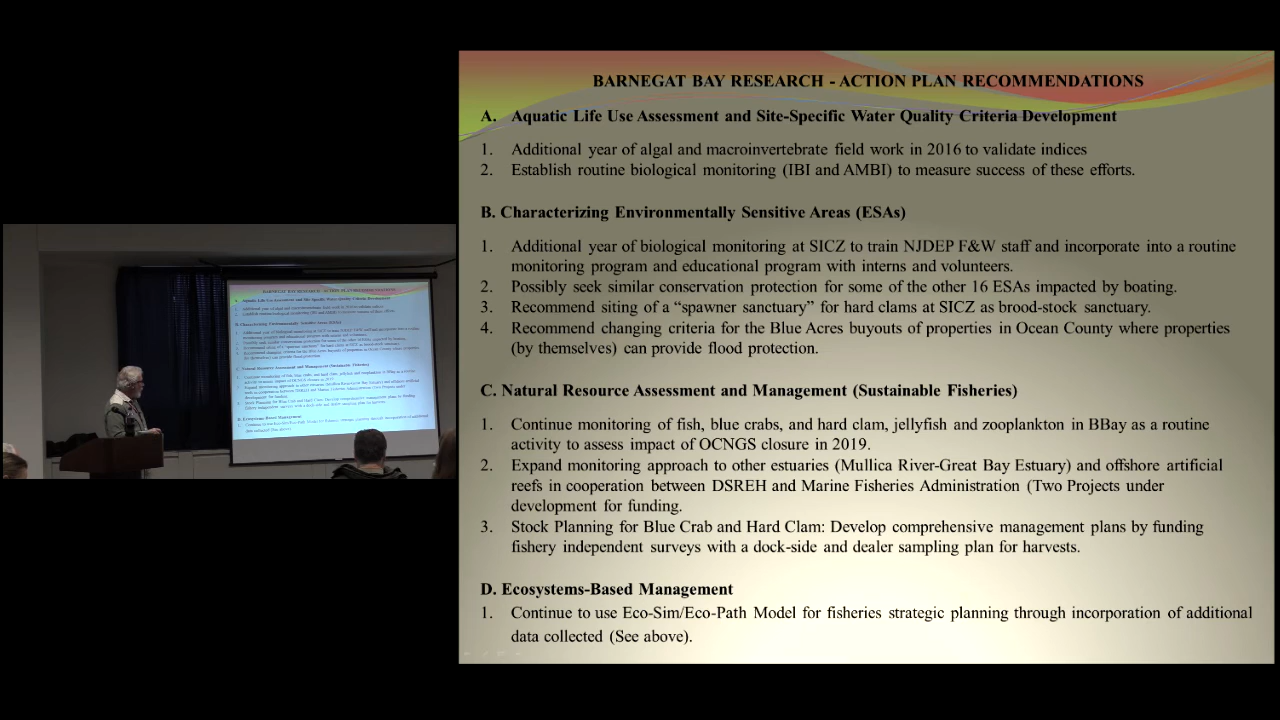 BARNEGAT BAY RESEARCH - ACTION PLAN RECOMMENDATIONS
A. Aquatic Life Use Assessment and Site-Specific Water Quality Criteria Development
1. Additional year of algal and macroinvertebrate field work in 2016 to validate indices
2. Establish routine biological monitoring (IBI and AMBI) to measure success of these efforts.
B. Characterizing Environmentally Sensitive Areas (ESAs)
1. Additional year of biological monitoring at SICZ to train NJDEP F&W staff and incorporate into a routine
monitoring program and educational program with interns and volunteers.
2. Possibly seek similar conservation protection for some of the other 16 ESAs impacted by boating.
3. Recommend siting of a “spawner sanctuary” for hard clams at SICZ as brood-stock sanctuary.
4. Recommend changing criteria for the Blue Acres buyouts of properties in Ocean County where properties
(by themselves) can provide flood protection.
C. Natural Resource Assessment and Management (Sustainable Fisheries)
1. Continue monitoring of fish, blue crabs, and hard clam, jellyfish and zooplankton in BBay as a routine
activity to assess impact of OCNGS closure in 2019.
2. Expand monitoring approach to other estuaries (Mullica River-Great Bay Estuary) and offshore artificial
reefs in cooperation between DSREH and Marine Fisheries Administration (Two Projects under
development for funding.
3. Stock Planning for Blue Crab and Hard Clam: Develop comprehensive management plans by funding
fishery independent surveys with a dock-side and dealer sampling plan for harvests.
D. Ecosystems-Based Management
1. Continue to use Eco-Sim/Eco-Path Model for fisheries strategic planning through incorporation of additional
data collected (See above).